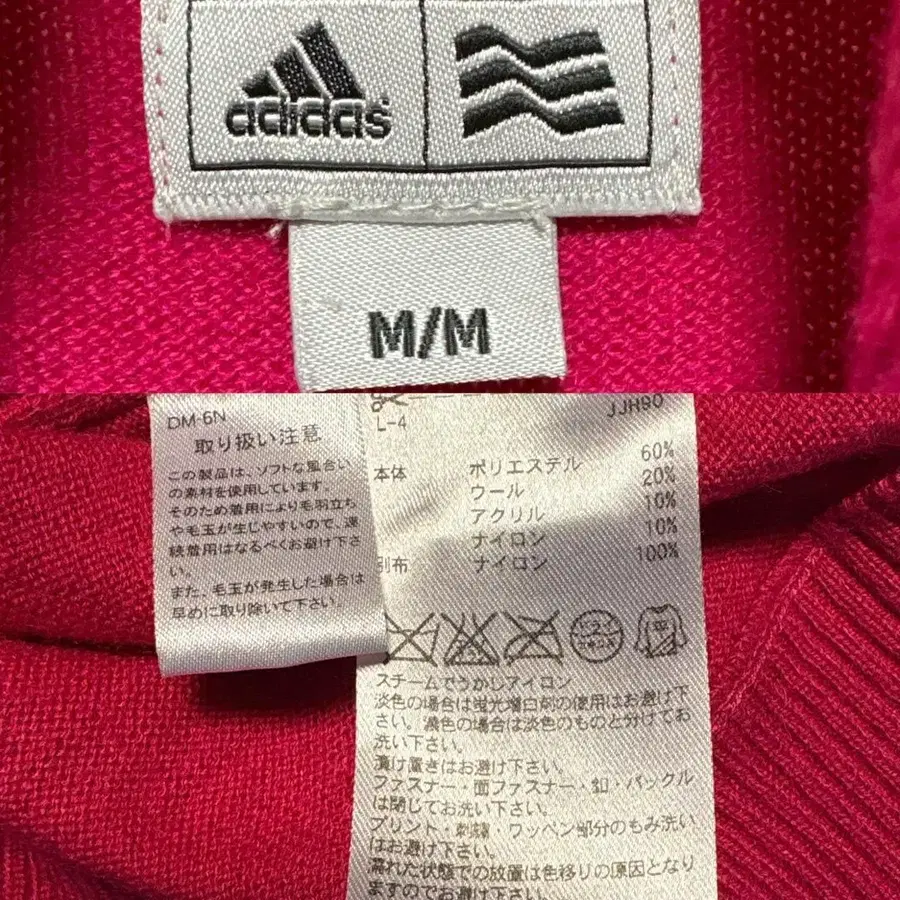 adidas
M/M
DM-6N
取り扱い注意
この製品は、ソフトな風合い
の素材を使用しています。
そのため着用により毛羽立ち
や毛玉が生じやすいので、連
続着用はなるべくお避け下さ
い。
また、毛玉が発生した場合は
早めに取り除いて下さい。
L-4 JJH90
本体 ポリエステル 60%
ウール 20%
アクリル 10%
ナイロン 10%
別布 ナイロン 100%
スチームでうかしアイロン
淡色の場合は蛍光増白剤の使用はお避け下
さい。濃色の場合は淡色のものと分けてお
洗い下さい。
漬け置きはお避け下さい。
ファスナー・面ファスナー・釦・バックル
は閉じてお洗い下さい。
プリント・刺繍・ワッペン部分のもみ洗い
はお避け下さい。
濡れた状態での放置は色移りの原因となり
ますのでお避け下さい